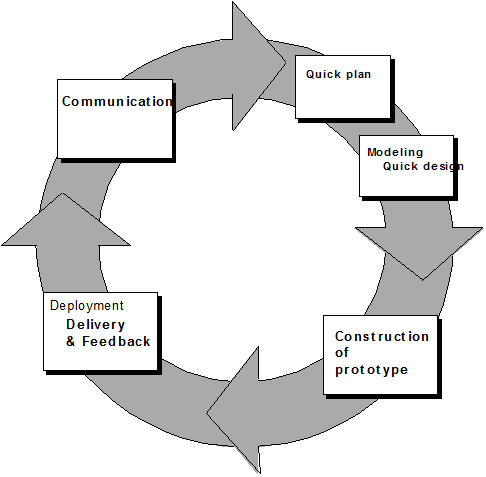 Communication
Quick plan
Modeling
Quick design
Construction
of
prototype
Deployment
Delivery
& Feedback